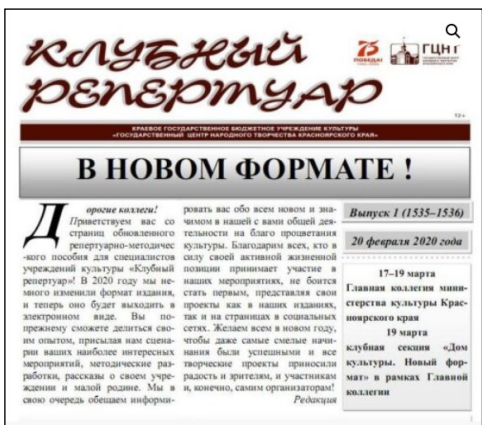 КЛУБНЫЙ
РЕПЕРТУАР
75
ПОБЕДА!
ГЦНТ
12+
КРАЕВОЕ ГОСУДАРСТВЕННОЕ БЮДЖЕТНОЕ УЧРЕЖДЕНИЕ КУЛЬТУРЫ
«ГОСУДАРСТВЕННЫЙ ЦЕНТР НАРОДНОГО ТВОРЧЕСТВА КРАСНОЯРСКОГО КРАЯ»
В НОВОМ ФОРМАТЕ !
Дорогие коллеги!
Приветствуем вас со
страниц обновленного
репертуарно-методичес
-кого пособия для специалистов
учреждений культуры «Клубный
репертуар»! В 2020 году мы не-
много изменили формат издания,
и теперь оно будет выходить в
электронном виде. Вы по-
прежнему сможете делиться сво-
им опытом, присылая нам сцена-
рии ваших наиболее интересных
мероприятий, методические раз-
работки, рассказы о своем учре-
ждении и малой родине. Мы в
свою очередь обещаем информи-
ровать вас обо всем новом и зна-
чимом в нашей с вами общей дея-
тельности на благо процветания
культуры. Благодарим всех, кто в
силу своей активной жизненной
позиции принимает участие в
наших мероприятиях, не боится
стать первым, представляя свои
проекты как в наших изданиях,
так и на страницах в социальных
сетях. Желаем всем в новом году,
чтобы даже самые смелые начи-
нания были успешными и все
творческие проекты приносили
радость и зрителям, и участникам
и, конечно, самим организаторам!
Редакция
Выпуск 1 (1535–1536)
20 февраля 2020 года
17–19 марта
Главная коллегия мини-
стерства культуры Крас-
ноярского края
19 марта
клубная секция «Дом
культуры. Новый фор-
мат» в рамках Главной
коллегии